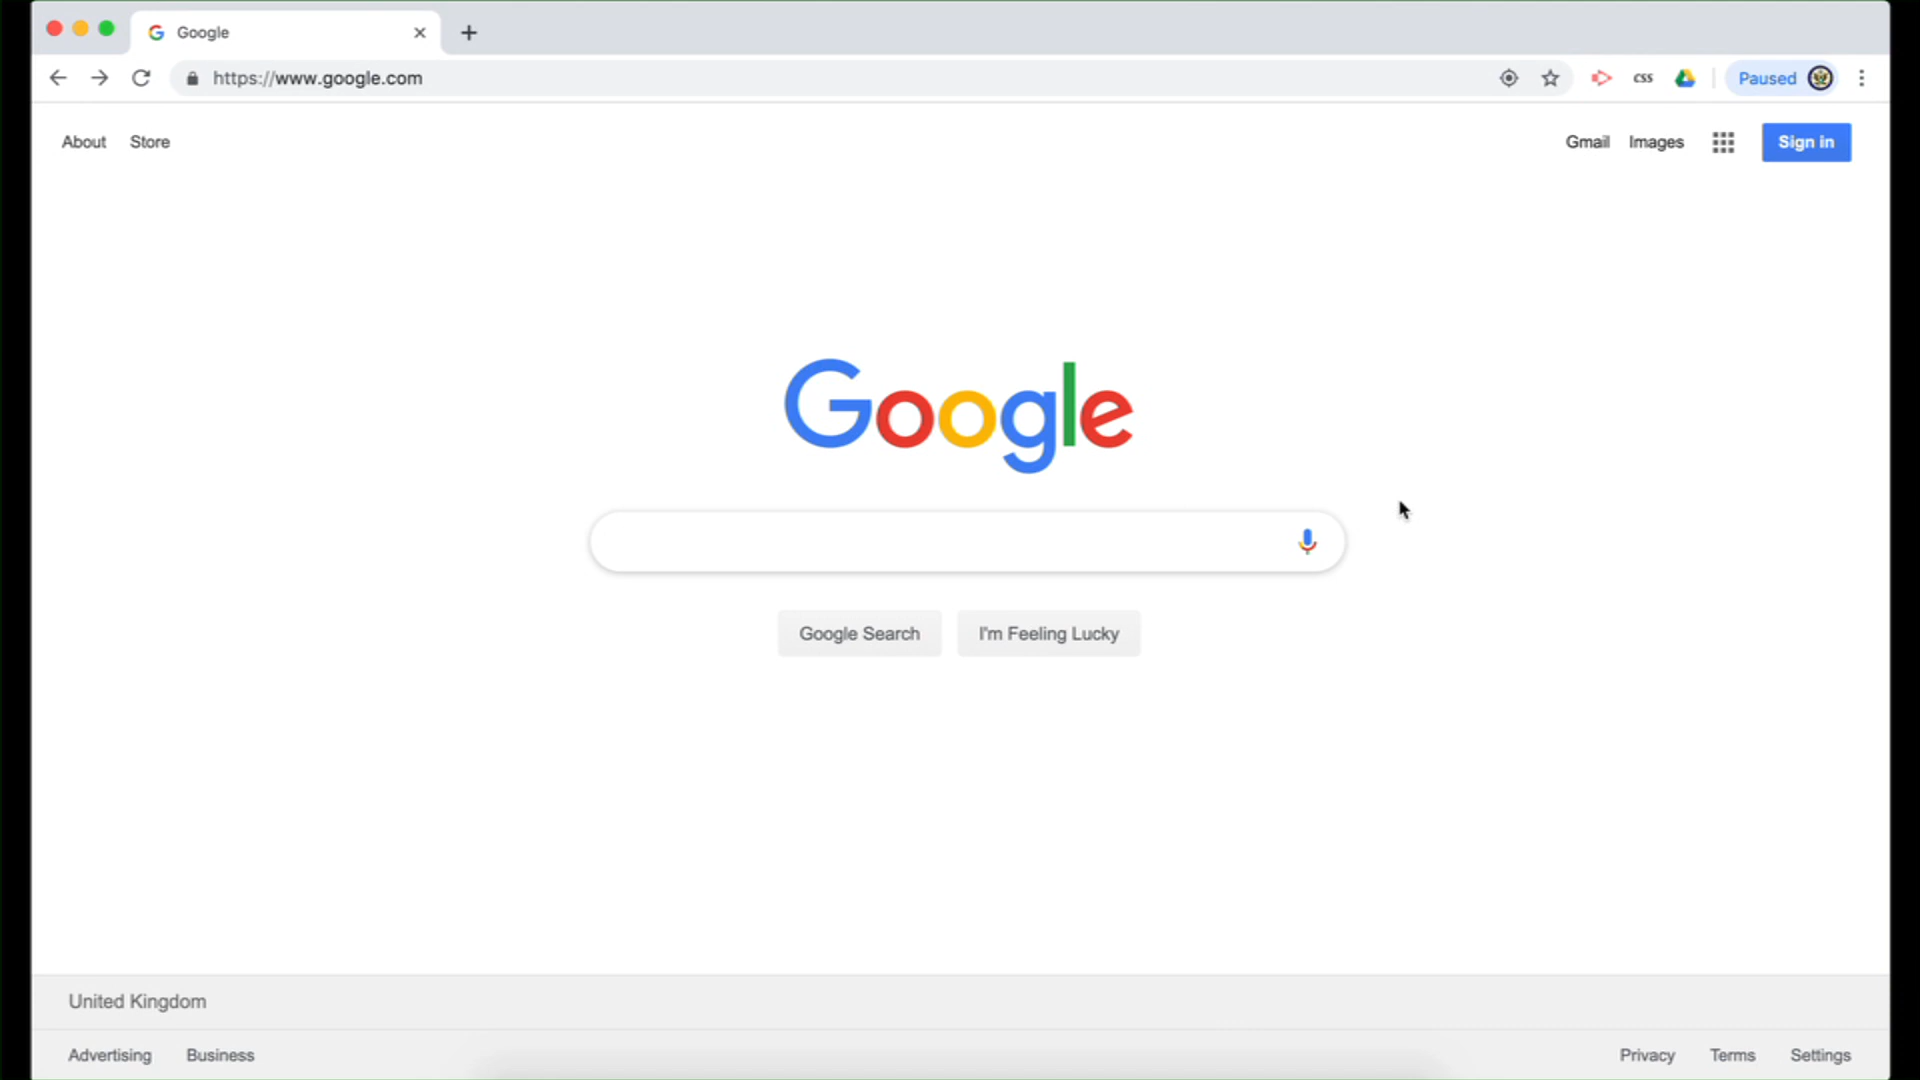 Google
https://www.google.com
css
Paused
About Store
Gmail Images
Sign in
Google
Google Search I'm Feeling Lucky
United Kingdom
Advertising Business
Privacy Terms Settings